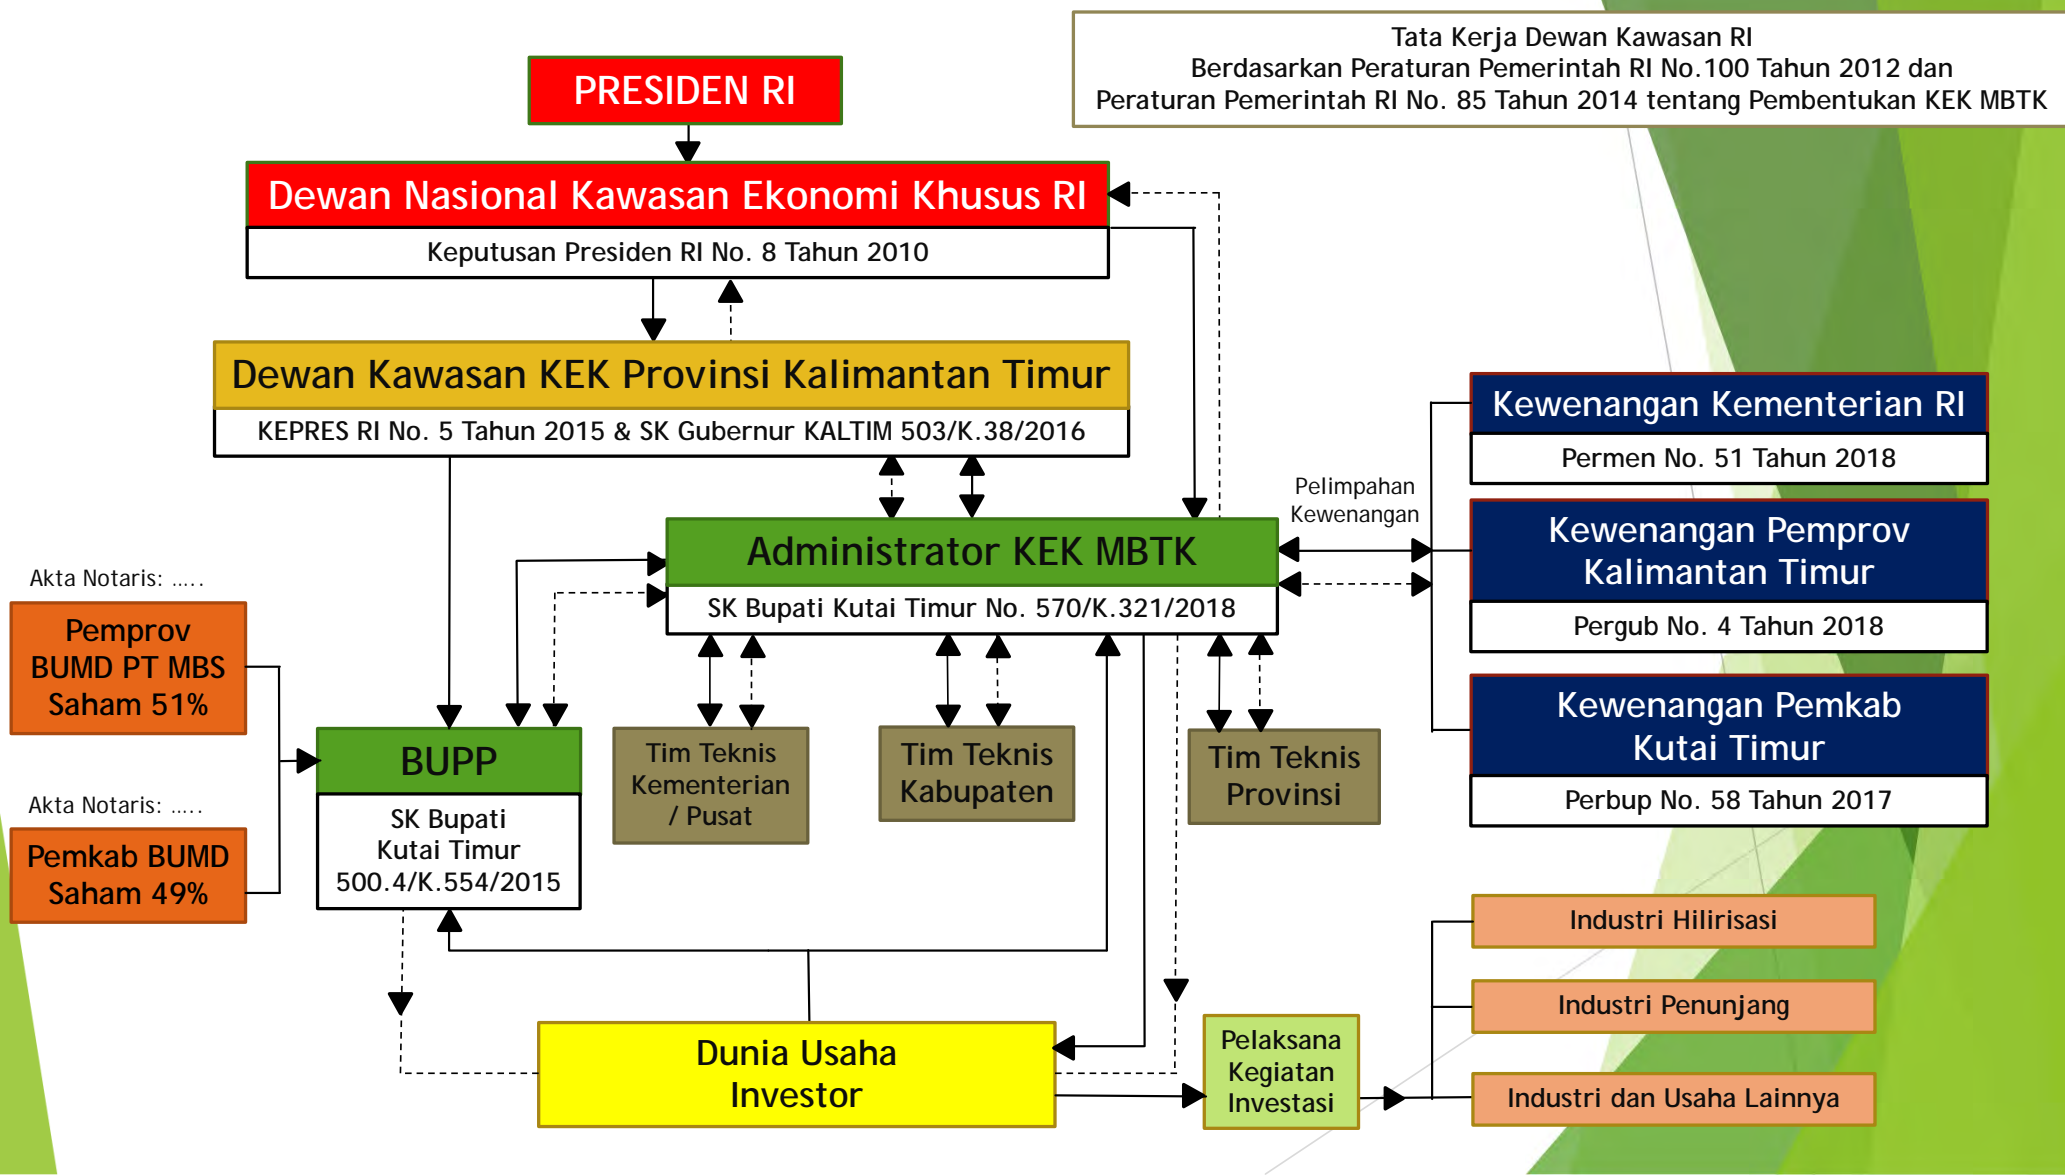 Tata Kerja Dewan Kawasan RI
Berdasarkan Peraturan Pemerintah RI No.100 Tahun 2012 dan
Peraturan Pemerintah RI No. 85 Tahun 2014 tentang Pembentukan KEK MBTK
PRESIDEN RI
Dewan Nasional Kawasan Ekonomi Khusus RI
Keputusan Presiden RI No. 8 Tahun 2010
Dewan Kawasan KEK Provinsi Kalimantan Timur
KEPRES RI No. 5 Tahun 2015 & SK Gubernur KALTIM 503/K.38/2016
Kewenangan Kementerian RI
Permen No. 51 Tahun 2018
Pelimpahan
Kewenangan
Kewenangan Pemprov
Kalimantan Timur
Pergub No. 4 Tahun 2018
Kewenangan Pemkab
Kutai Timur
Perbup No. 58 Tahun 2017
Administrator KEK MBTK
SK Bupati Kutai Timur No. 570/K.321/2018
Akta Notaris: .....
Pemprov
BUMD PT MBS
Saham 51%
Akta Notaris: .....
Pemkab BUMD
Saham 49%
BUPP
SK Bupati
Kutai Timur
500.4/K.554/2015
Tim Teknis
Kementerian
/ Pusat
Tim Teknis
Kabupaten
Tim Teknis
Provinsi
Dunia Usaha
Investor
Pelaksana
Kegiatan
Investasi
Industri Hilirisasi
Industri Penunjang
Industri dan Usaha Lainnya